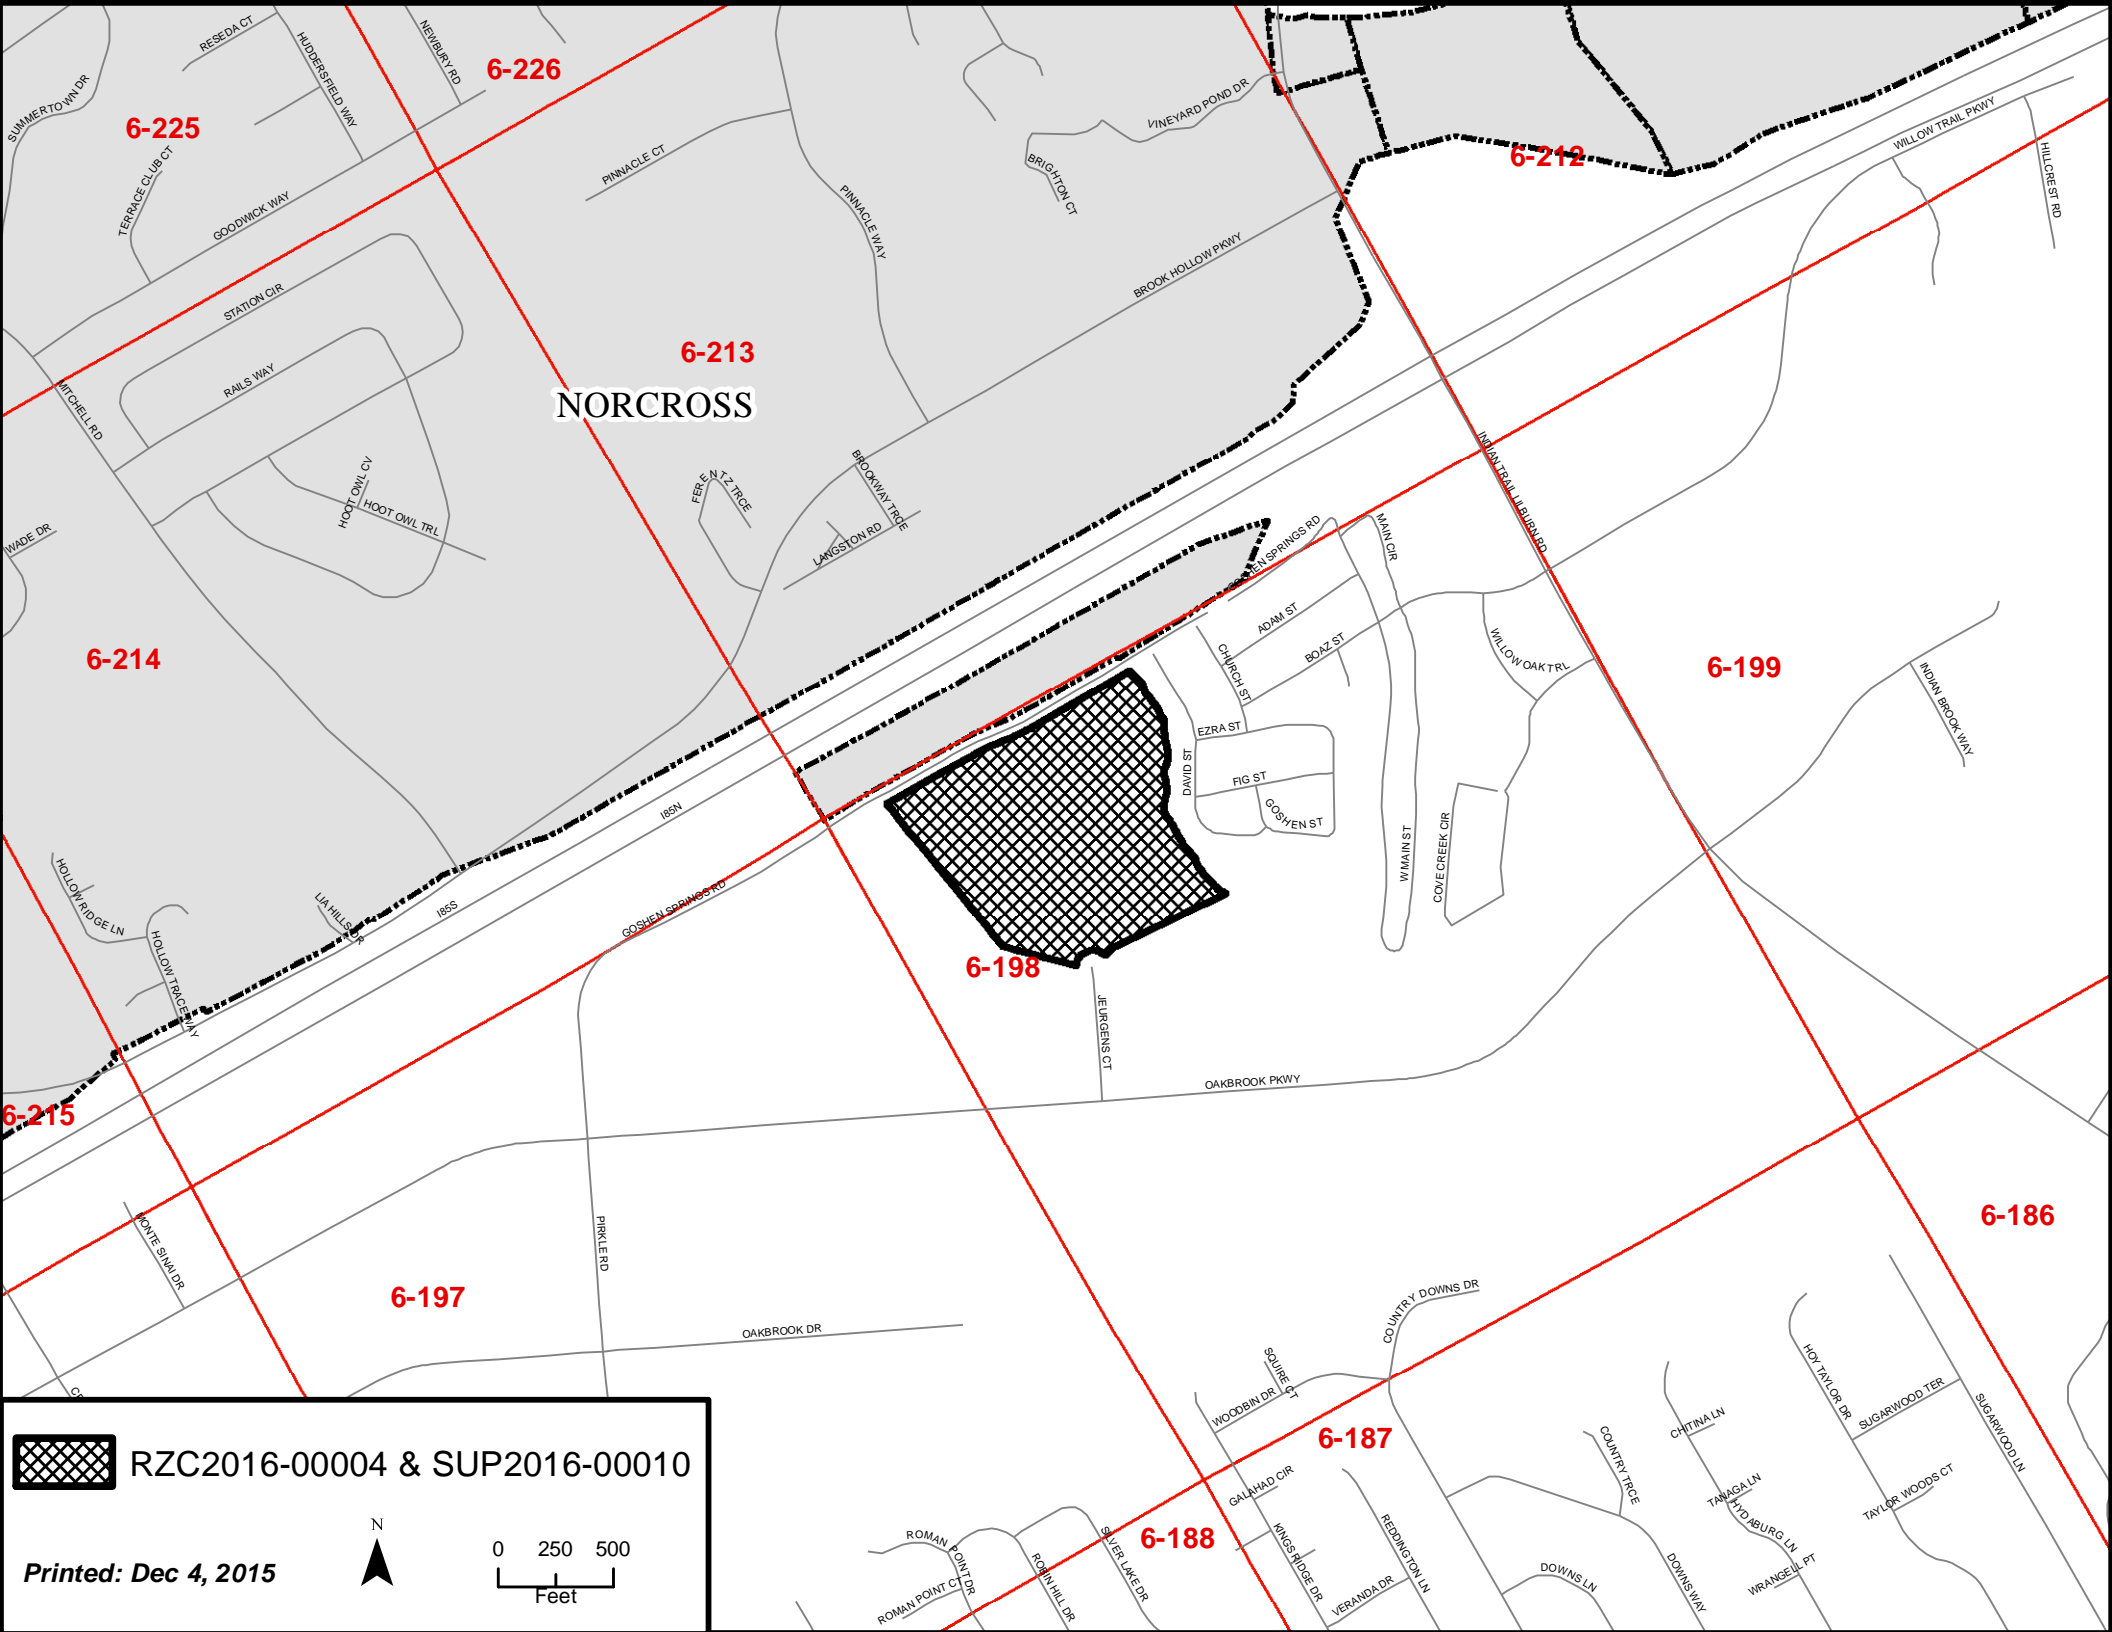 RESEDA CT
HUDDERSFIELD WAY
NEWBURY RD
6-226
SUMMERTOWN DR
6-225
TERRACE CLUB CT
GOODWICK WAY
PINNACLE CT
PINNACLE WAY
VINEYARD POND DR
BRIGHTON CT
6-212
WILLOW TRAIL PKWY
HILLCREST RD
BROOK HOLLOW PKWY
STATION CIR
RAILS WAY
MITCHELL RD
6-213
NORCROSS
HOOT OWL CV
HOOT OWL TRL
FERENTZ TRCE
BROOKWAY TRCE
LANGSTON RD
WADE DR
6-214
INDIAN TRAIL LILBURN RD
GOSHEN SPRINGS RD
MAIN CIR
ADAM ST
BOAZ ST
CHURCH ST
WILLOW OAK TRL
6-199
INDIAN BROOK WAY
EZRA ST
DAVID ST
FIG ST
GOSHEN ST
W MAIN ST
COVE CREEK CIR
I85N
I85S
GOSHEN SPRINGS RD
HOLLOW RIDGE LN
HOLLOW TRACE WAY
LIA HILLS DR
6-198
JEURGENS CT
OAKBROOK PKWY
6-215
MONTE SINAI DR
PIRKLE RD
6-197
OAKBROOK DR
6-186
COUNTRY DOWNS DR
SQUIRE CT
WOODBIN DR
6-187
HOY TAYLOR DR
SUGARWOOD TER
SUGARWOOD LN
CHITINA LN
COUNTRY TRCE
TANAGA LN
HYDABURG LN
TAYLOR WOODS CT
WRANGELL PT
GALAHAD CIR
KINGS RIDGE DR
REDDINGTON LN
VERANDA DR
DOWNS LN
DOWNS WAY
6-188
ROMAN POINT DR
ROMAN POINT CT
ROBIN HILL DR
SILVER LAKE DR
RZC2016-00004 & SUP2016-00010
N
0 250 500
Feet
Printed: Dec 4, 2015